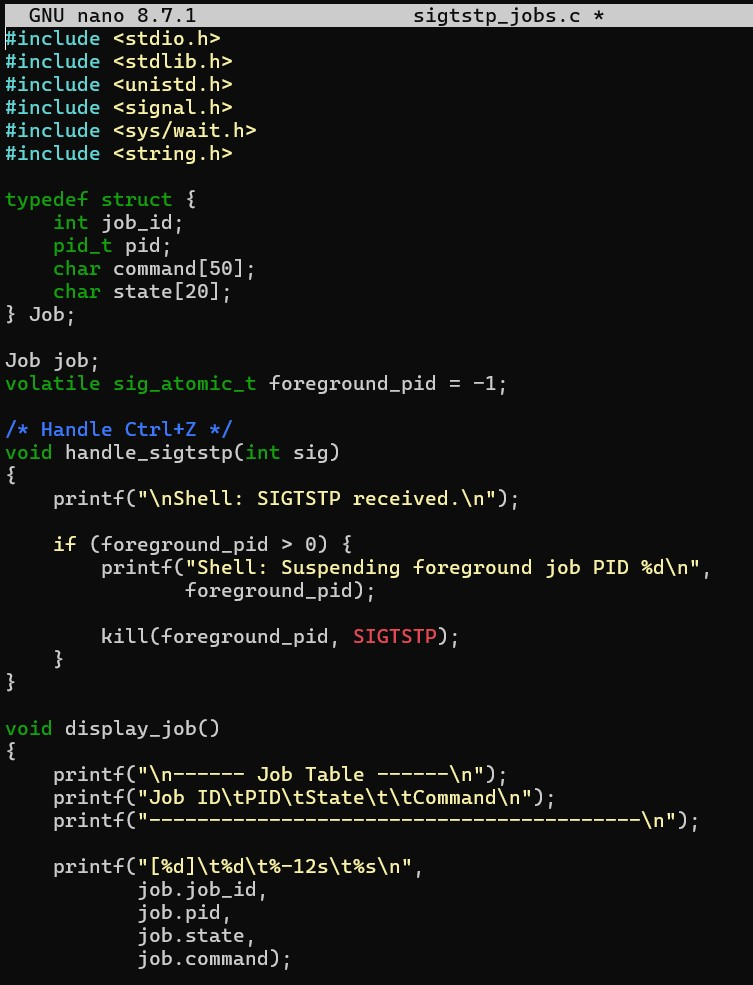 GNU nano 8.7.1                  sigtstp_jobs.c *
#include <stdio.h>
#include <stdlib.h>
#include <unistd.h>
#include <signal.h>
#include <sys/wait.h>
#include <string.h>

typedef struct {
    int job_id;
    pid_t pid;
    char command[50];
    char state[20];
} Job;

Job job;
volatile sig_atomic_t foreground_pid = -1;

/* Handle Ctrl+Z */
void handle_sigtstp(int sig)
{
    printf("\nShell: SIGTSTP received.\n");

    if (foreground_pid > 0) {
        printf("Shell: Suspending foreground job PID %d\n",
               foreground_pid);

        kill(foreground_pid, SIGTSTP);
    }
}

void display_job()
{
    printf("\n------ Job Table ------\n");
    printf("Job ID\tPID\tState\t\tCommand\n");
    printf("-----------------------------------------\n");

    printf("[%d]\t%d\t%-12s\t%s\n",
           job.job_id,
           job.pid,
           job.state,
           job.command);